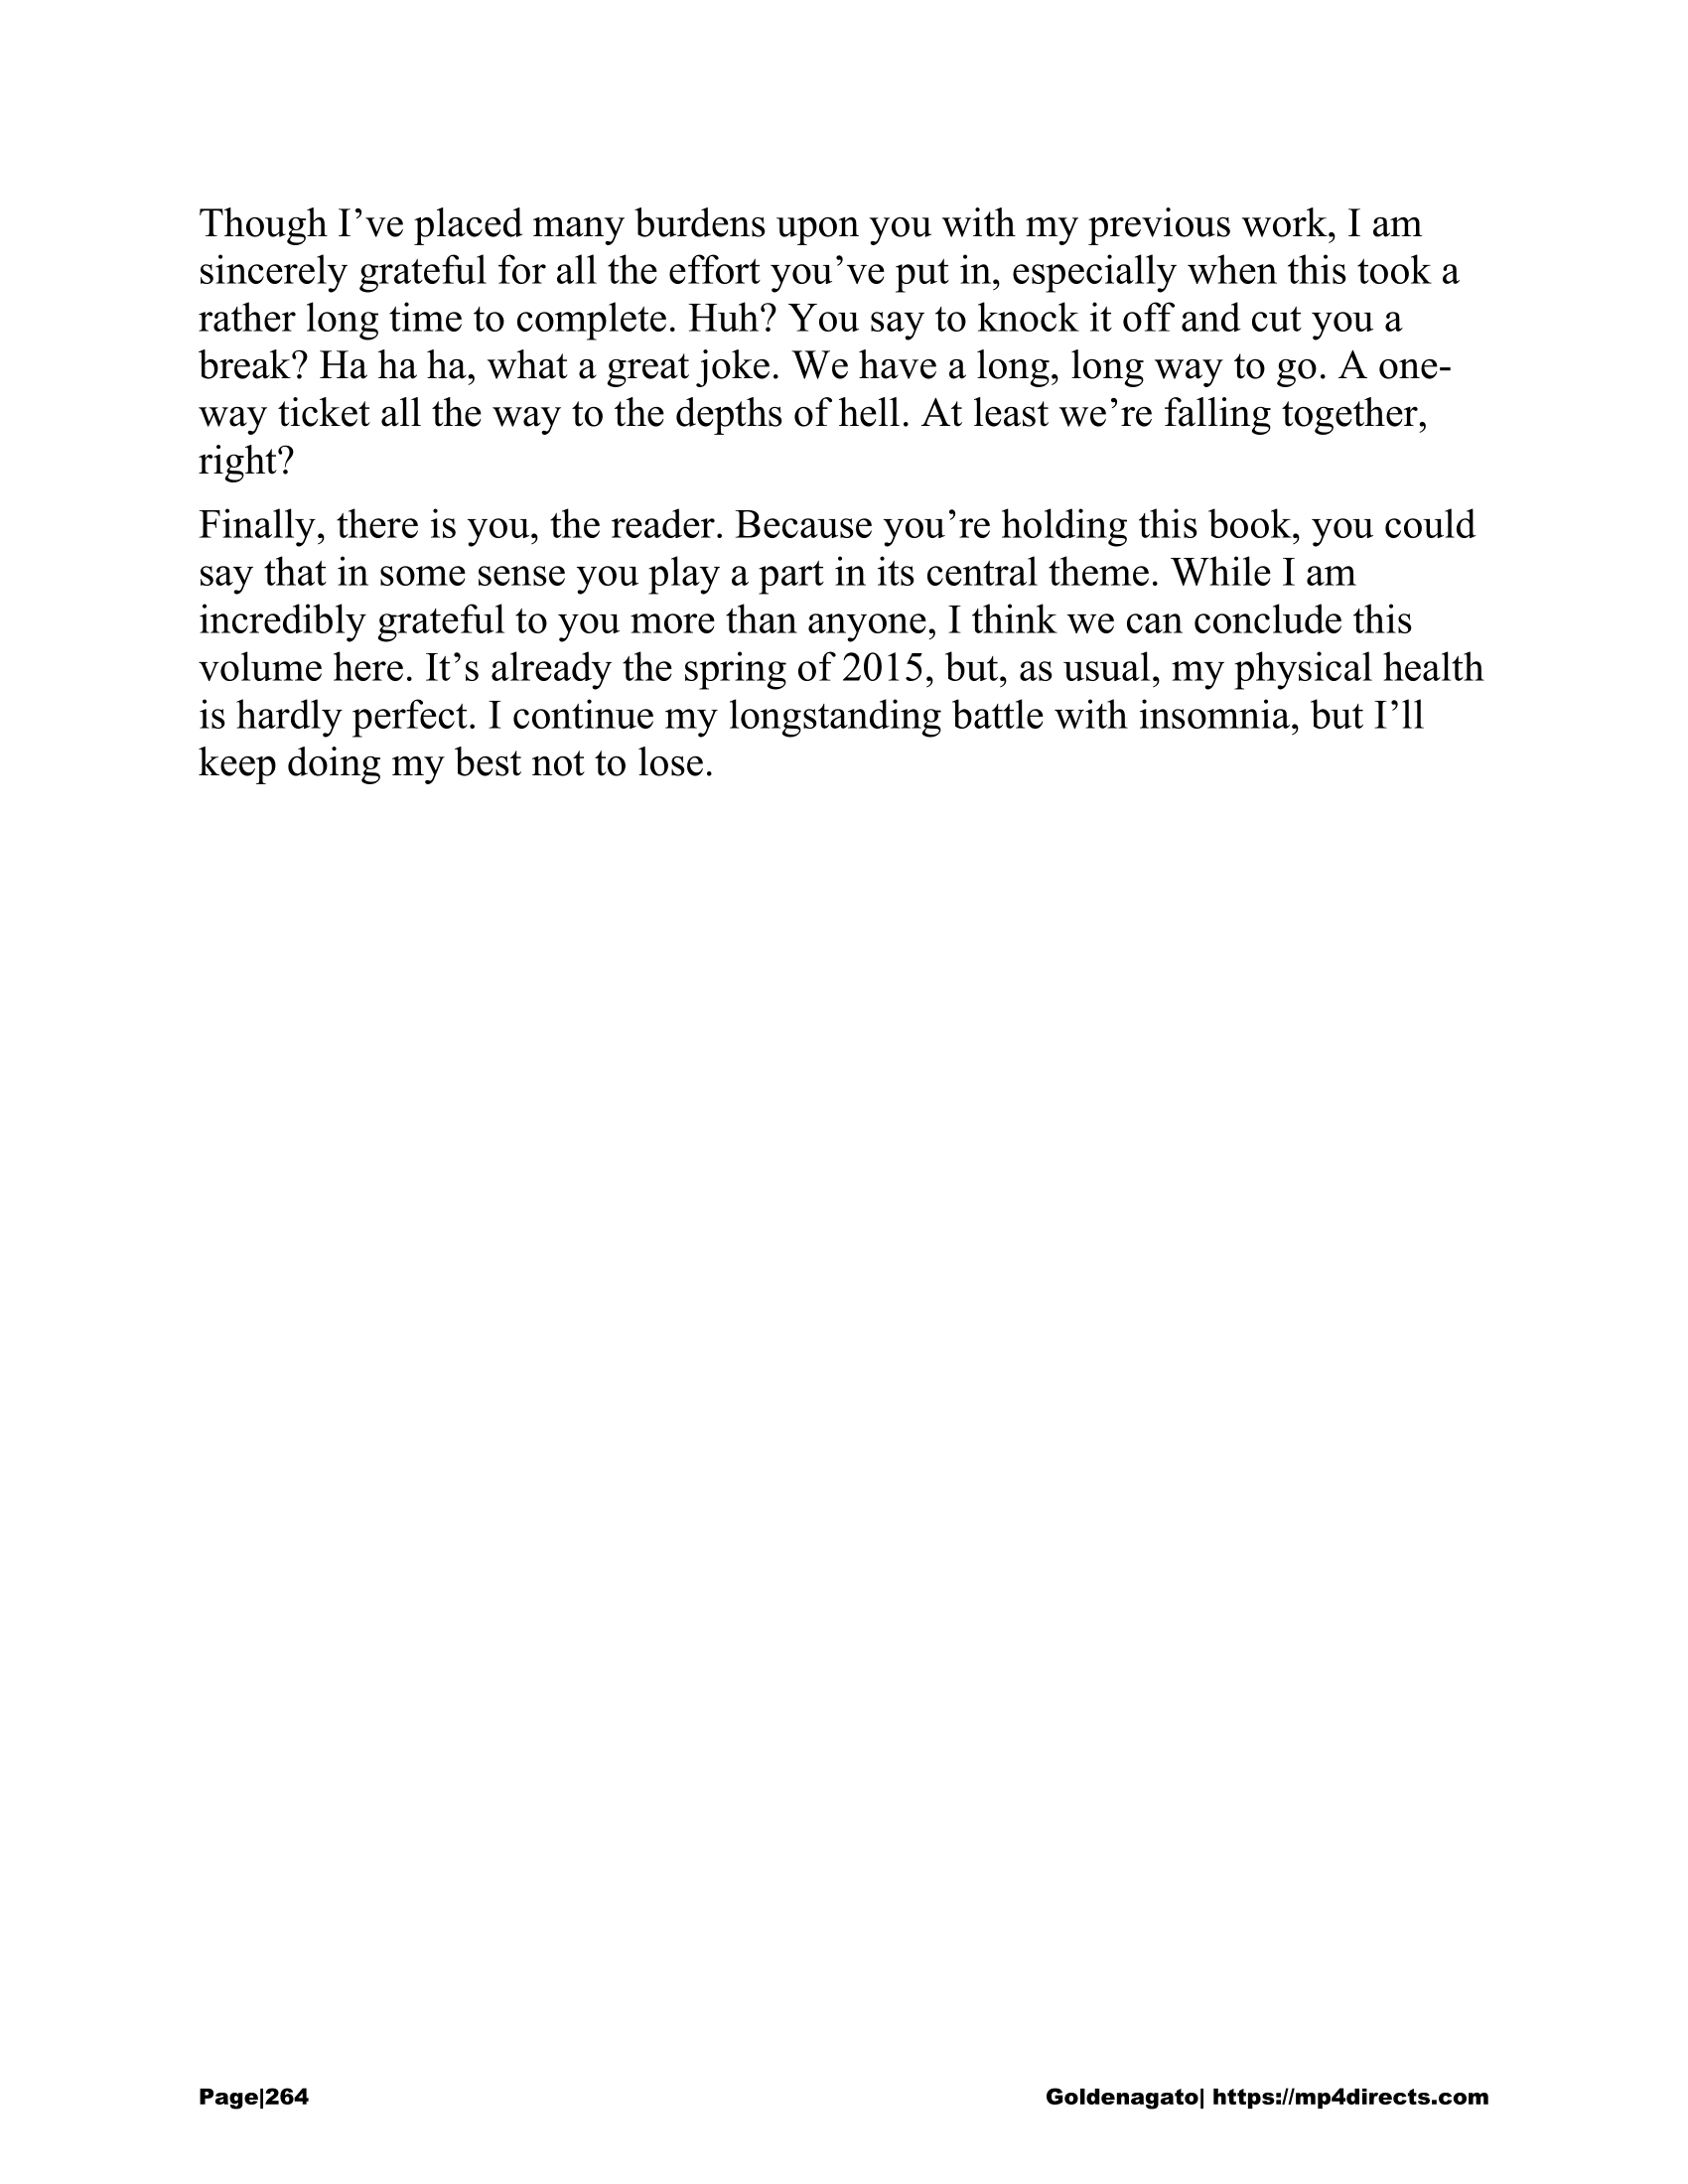 Though I’ve placed many burdens upon you with my previous work, I am
sincerely grateful for all the effort you’ve put in, especially when this took a
rather long time to complete. Huh? You say to knock it off and cut you a
break? Ha ha ha, what a great joke. We have a long, long way to go. A one-
way ticket all the way to the depths of hell. At least we’re falling together,
right?
Finally, there is you, the reader. Because you’re holding this book, you could
say that in some sense you play a part in its central theme. While I am
incredibly grateful to you more than anyone, I think we can conclude this
volume here. It’s already the spring of 2015, but, as usual, my physical health
is hardly perfect. I continue my longstanding battle with insomnia, but I’ll
keep doing my best not to lose.
Page|264 Goldenagato| https://mp4directs.com